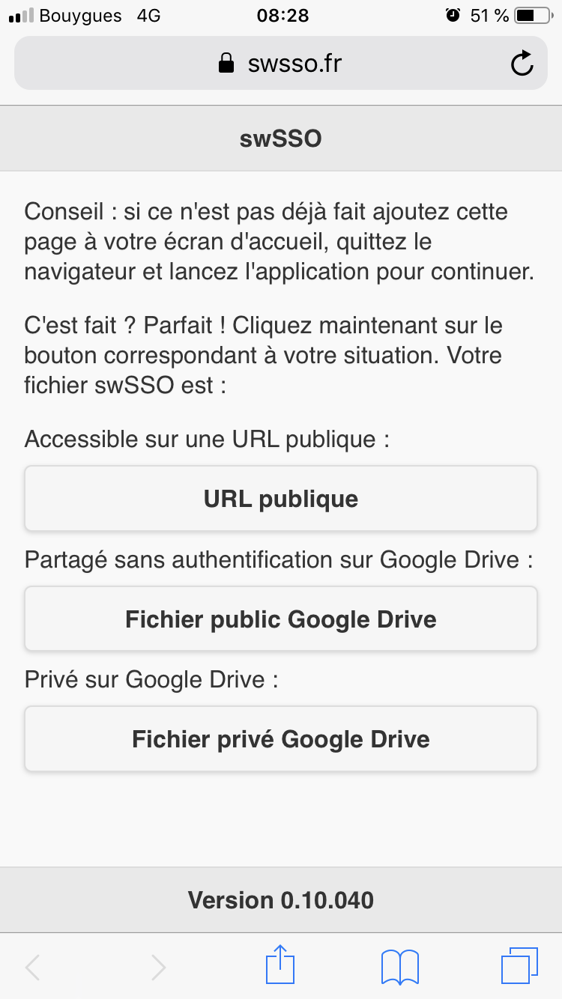 Bouygues 4G 08:28 51 %
swsso.fr
swSSO
Conseil : si ce n'est pas déjà fait ajoutez cette
page à votre écran d'accueil, quittez le
navigateur et lancez l'application pour continuer.
C'est fait ? Parfait ! Cliquez maintenant sur le
bouton correspondant à votre situation. Votre
fichier swSSO est :
Accessible sur une URL publique :
URL publique
Partagé sans authentification sur Google Drive :
Fichier public Google Drive
Privé sur Google Drive :
Fichier privé Google Drive
Version 0.10.040